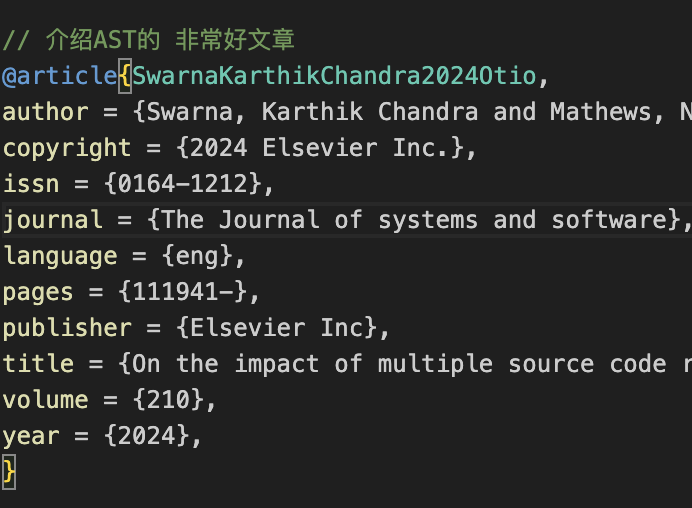 // 介绍AST的 非常好文章
@article{SwarnaKarthikChandra2024Otio,
author = {Swarna, Karthik Chandra and Mathews, N
copyright = {2024 Elsevier Inc.},
issn = {0164-1212},
journal = {The Journal of systems and software},
language = {eng},
pages = {111941-},
publisher = {Elsevier Inc},
title = {On the impact of multiple source code r
volume = {210},
year = {2024},
}